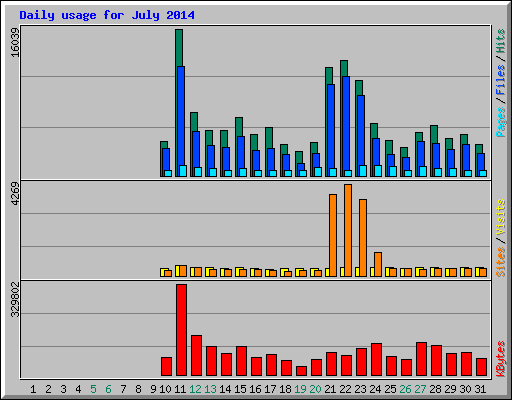 Daily usage for July 2014
16039
Pages / Files / Hits
4269
Sites / Visits
329802
KBytes
1 2 3 4 5 6 7 8 9 10 11 12 13 14 15 16 17 18 19 20 21 22 23 24 25 26 27 28 29 30 31